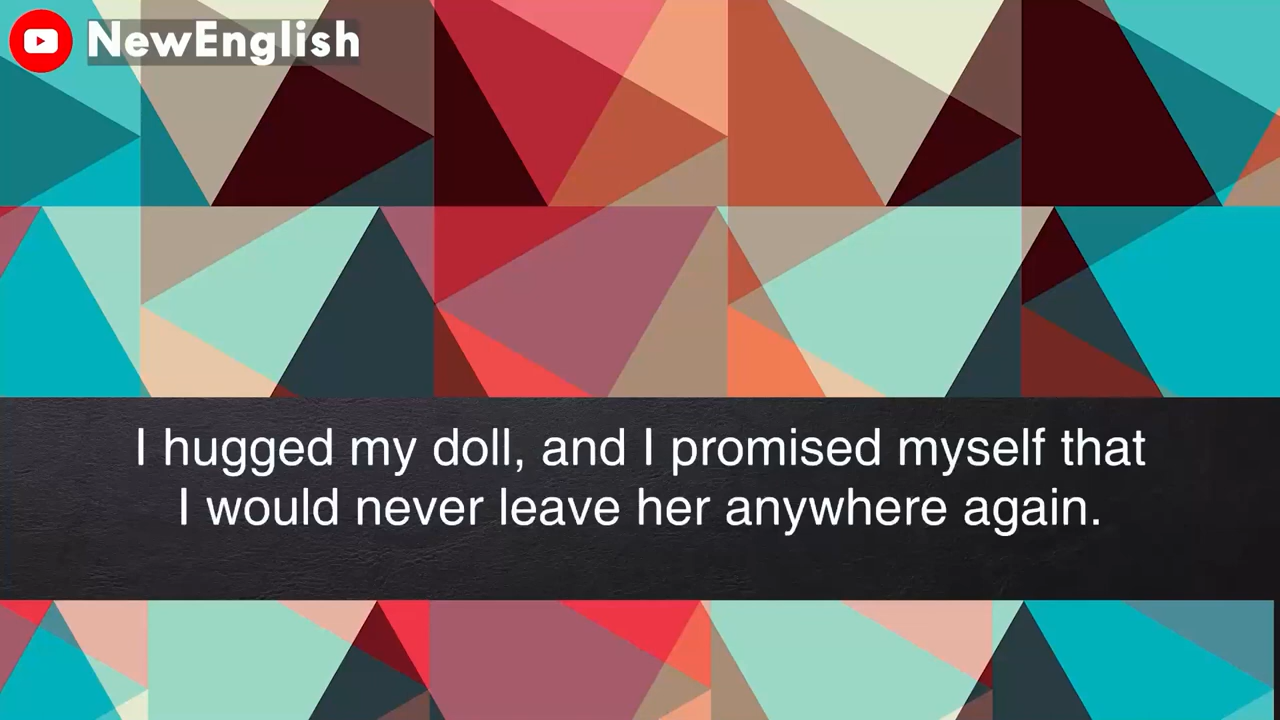 NewEnglish
I hugged my doll, and I promised myself that
I would never leave her anywhere again.